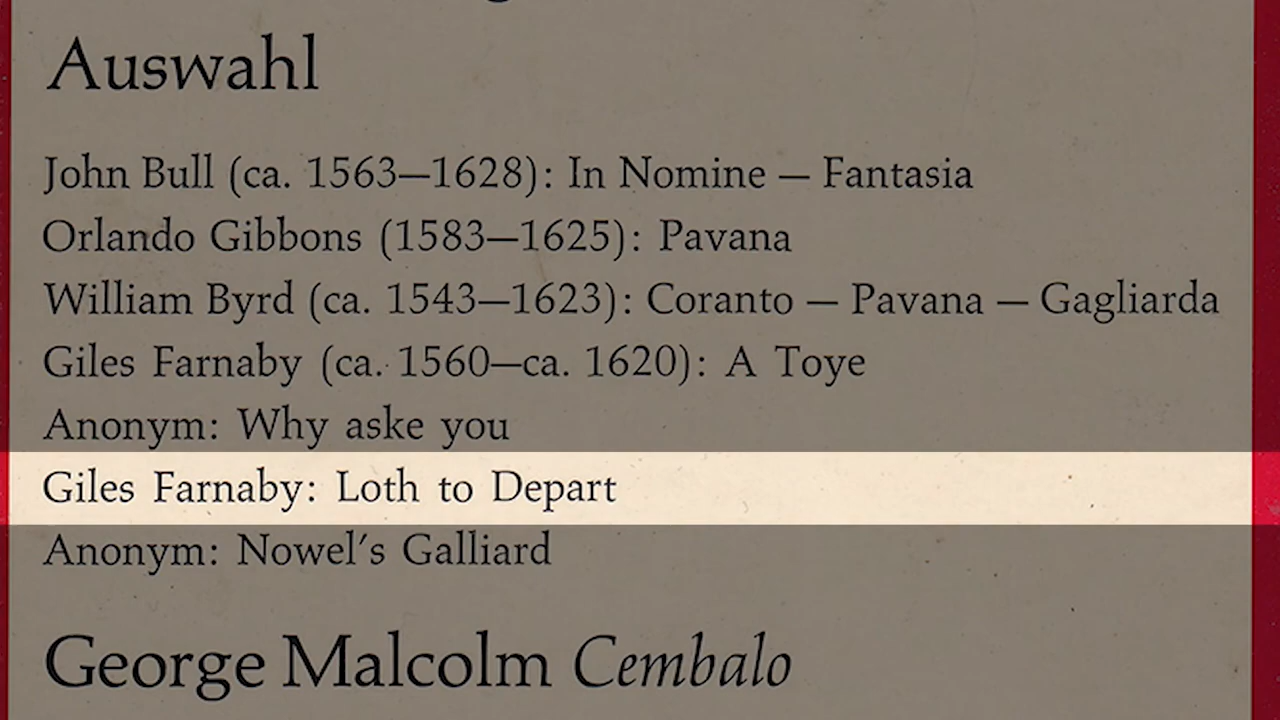 Auswahl
John Bull (ca. 1563—1628): In Nomine — Fantasia
Orlando Gibbons (1583—1625): Pavana
William Byrd (ca. 1543—1623): Coranto — Pavana — Gagliarda
Giles Farnaby (ca. 1560—ca. 1620): A Toye
Anonym: Why aske you
Giles Farnaby: Loth to Depart
Anonym: Nowel's Galliard
George Malcolm Cembalo